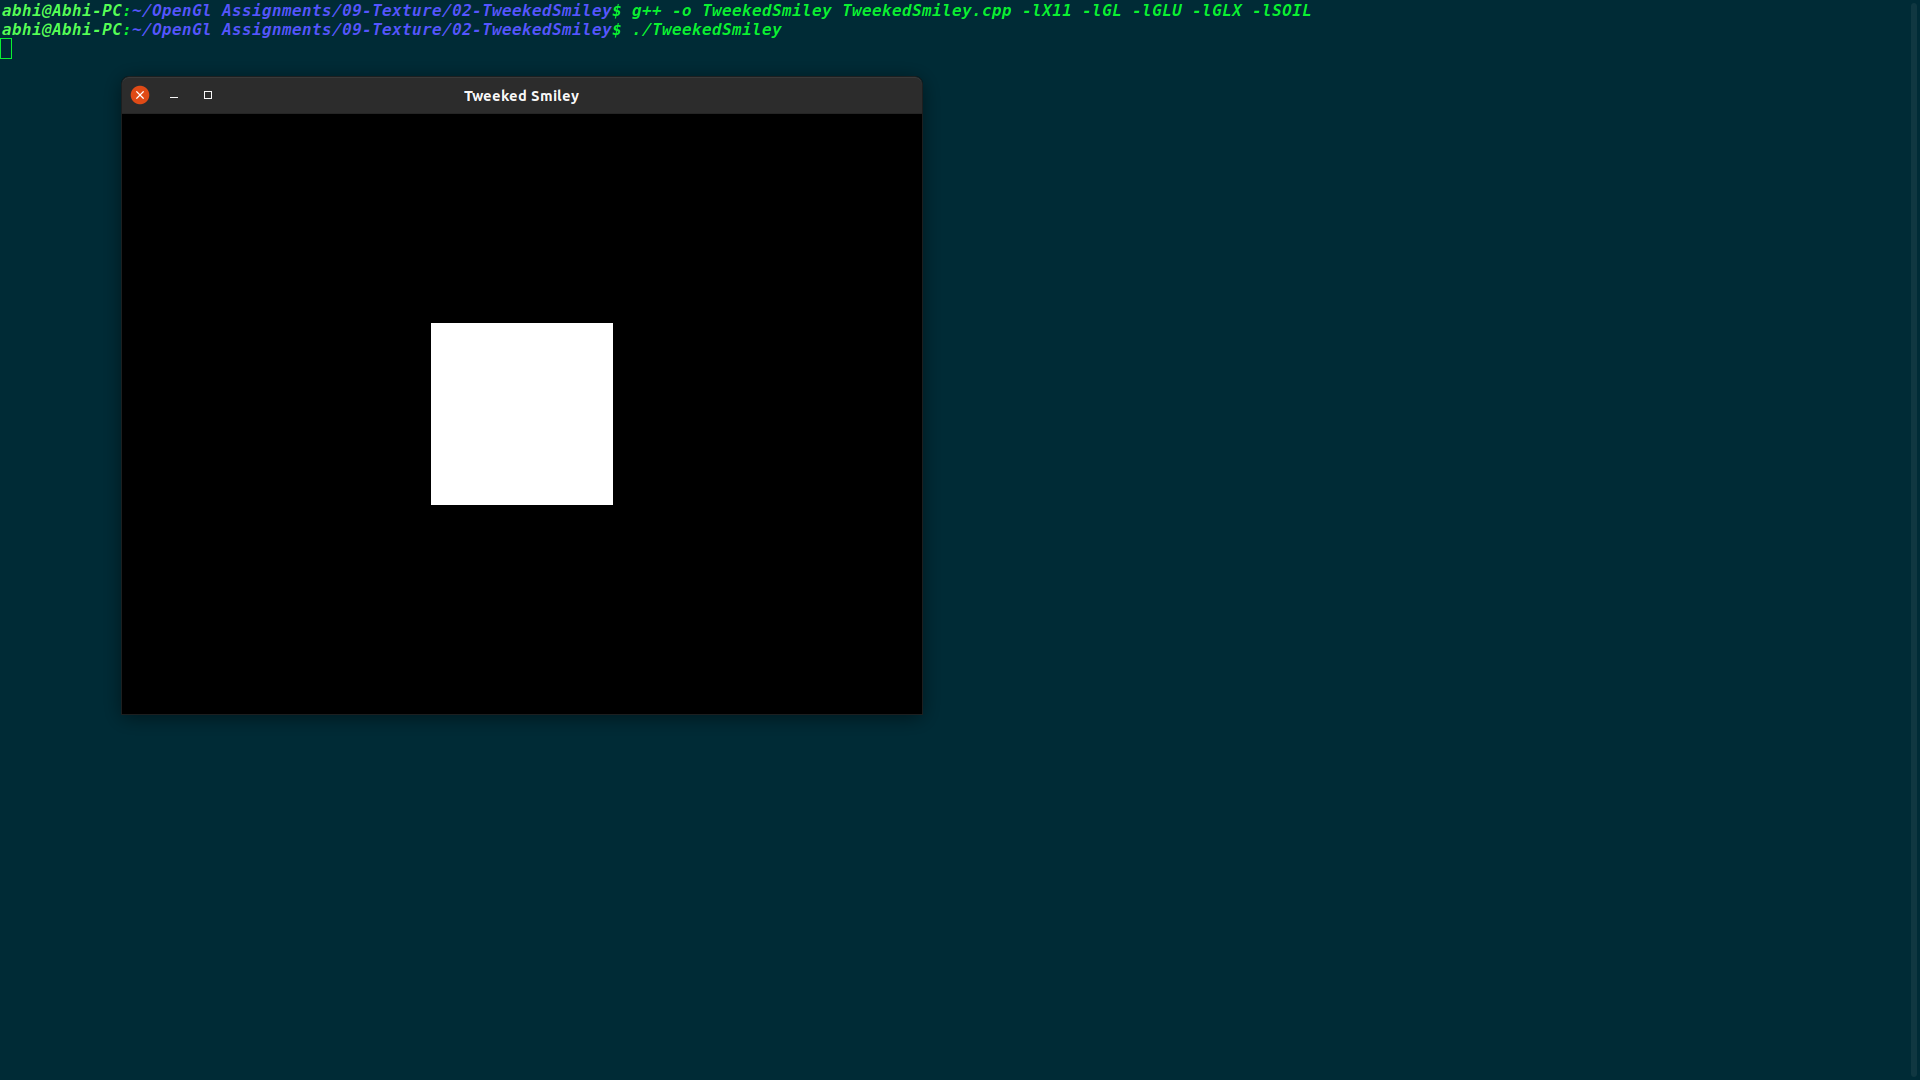 abhi@Abhi-PC:~/OpenGl Assignments/09-Texture/02-TweekedSmiley$ g++ -o TweekedSmiley TweekedSmiley.cpp -lX11 -lGL -lGLU -lGLX -lSOIL
abhi@Abhi-PC:~/OpenGl Assignments/09-Texture/02-TweekedSmiley$ ./TweekedSmiley
Tweeked Smiley